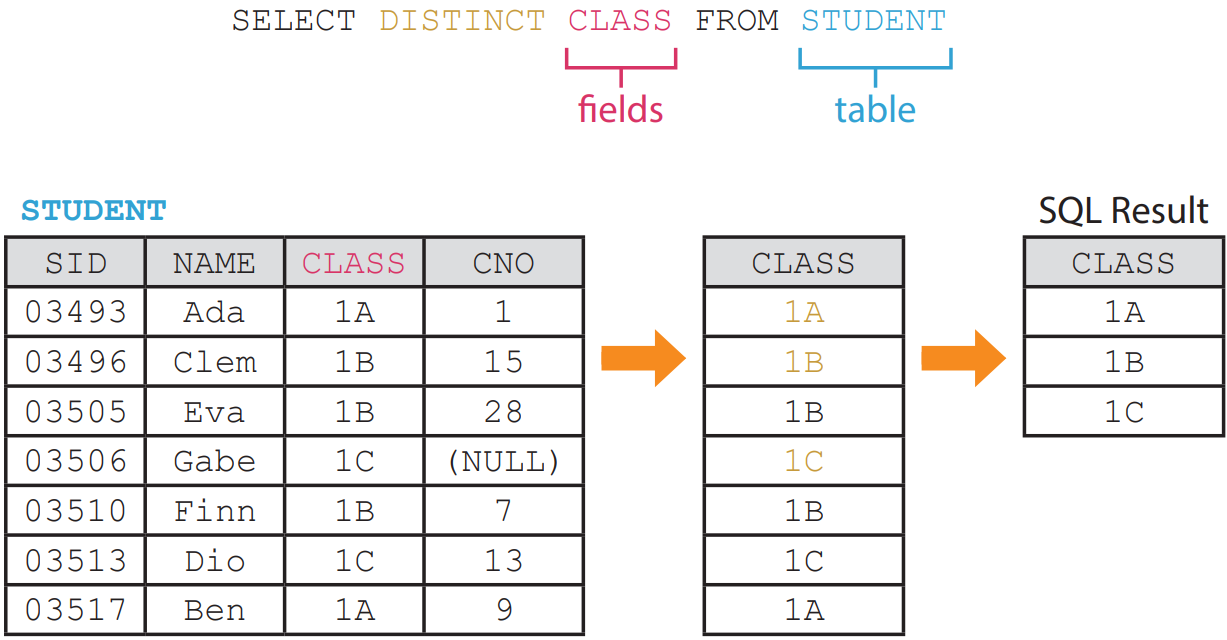 SELECT DISTINCT CLASS FROM STUDENT
fields table
STUDENT
SID NAME CLASS CNO
03493 Ada 1A 1
03496 Clem 1B 15
03505 Eva 1B 28
03506 Gabe 1C (NULL)
03510 Finn 1B 7
03513 Dio 1C 13
03517 Ben 1A 9
CLASS
1A
1B
1B
1C
1B
1C
1A
SQL Result
CLASS
1A
1B
1C